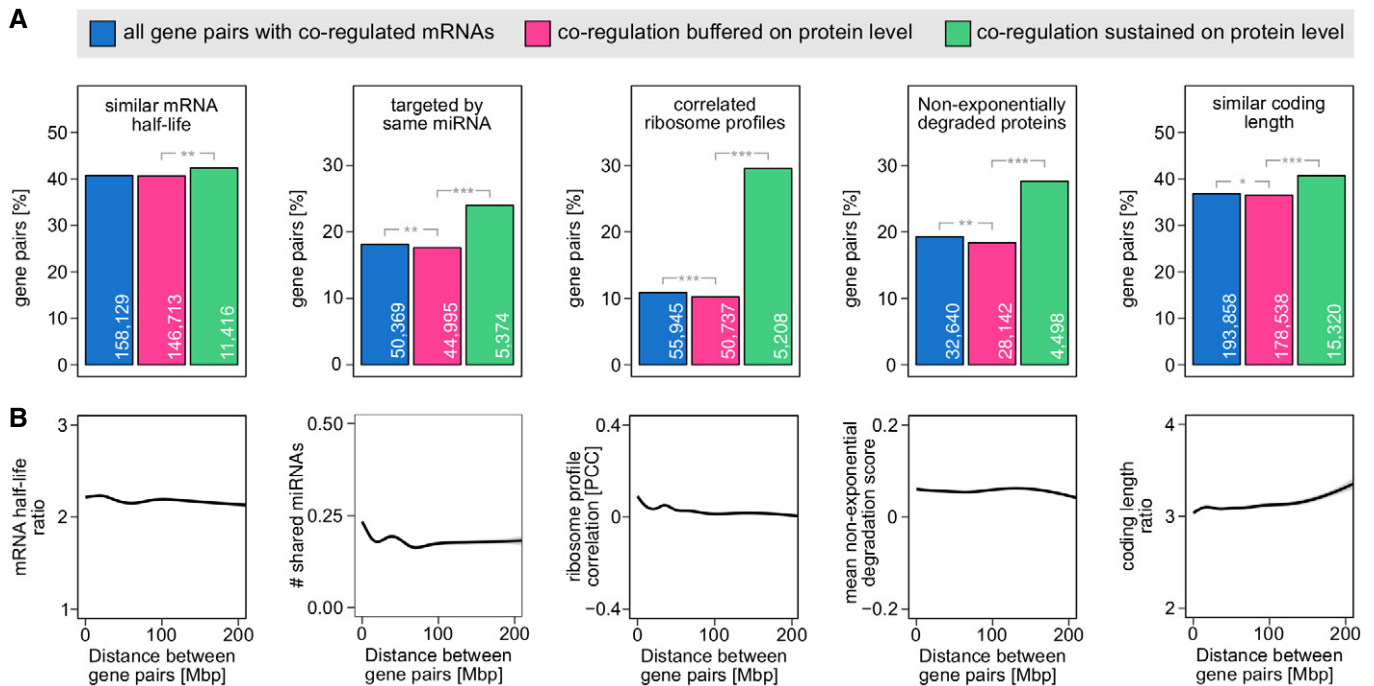 A
all gene pairs with co-regulated mRNAs
co-regulation buffered on protein level
co-regulation sustained on protein level
similar mRNA
half-life
gene pairs [%]
50
40
30
20
10
0
**
158,129
146,713
11,416
targeted by
same miRNA
gene pairs [%]
30
20
10
0
**
***
50,369
44,995
5,374
correlated
ribosome profiles
gene pairs [%]
30
20
10
0
***
***
55,945
50,737
5,208
Non-exponentially
degraded proteins
gene pairs [%]
30
20
10
0
**
***
32,640
28,142
4,498
similar coding
length
gene pairs [%]
50
40
30
20
10
0
*
***
193,858
178,538
15,320
B
mRNA half-life
ratio
3
2
1
0
100
200
Distance between
gene pairs [Mbp]
# shared miRNAs
0.50
0.25
0.00
0
100
200
Distance between
gene pairs [Mbp]
ribosome profile
correlation [PCC]
0.4
0
−0.4
0
100
200
Distance between
gene pairs [Mbp]
mean non-exponential
degradation score
0.2
0
−0.2
0
100
200
Distance between
gene pairs [Mbp]
coding length
ratio
4
3
2
0
100
200
Distance between
gene pairs [Mbp]